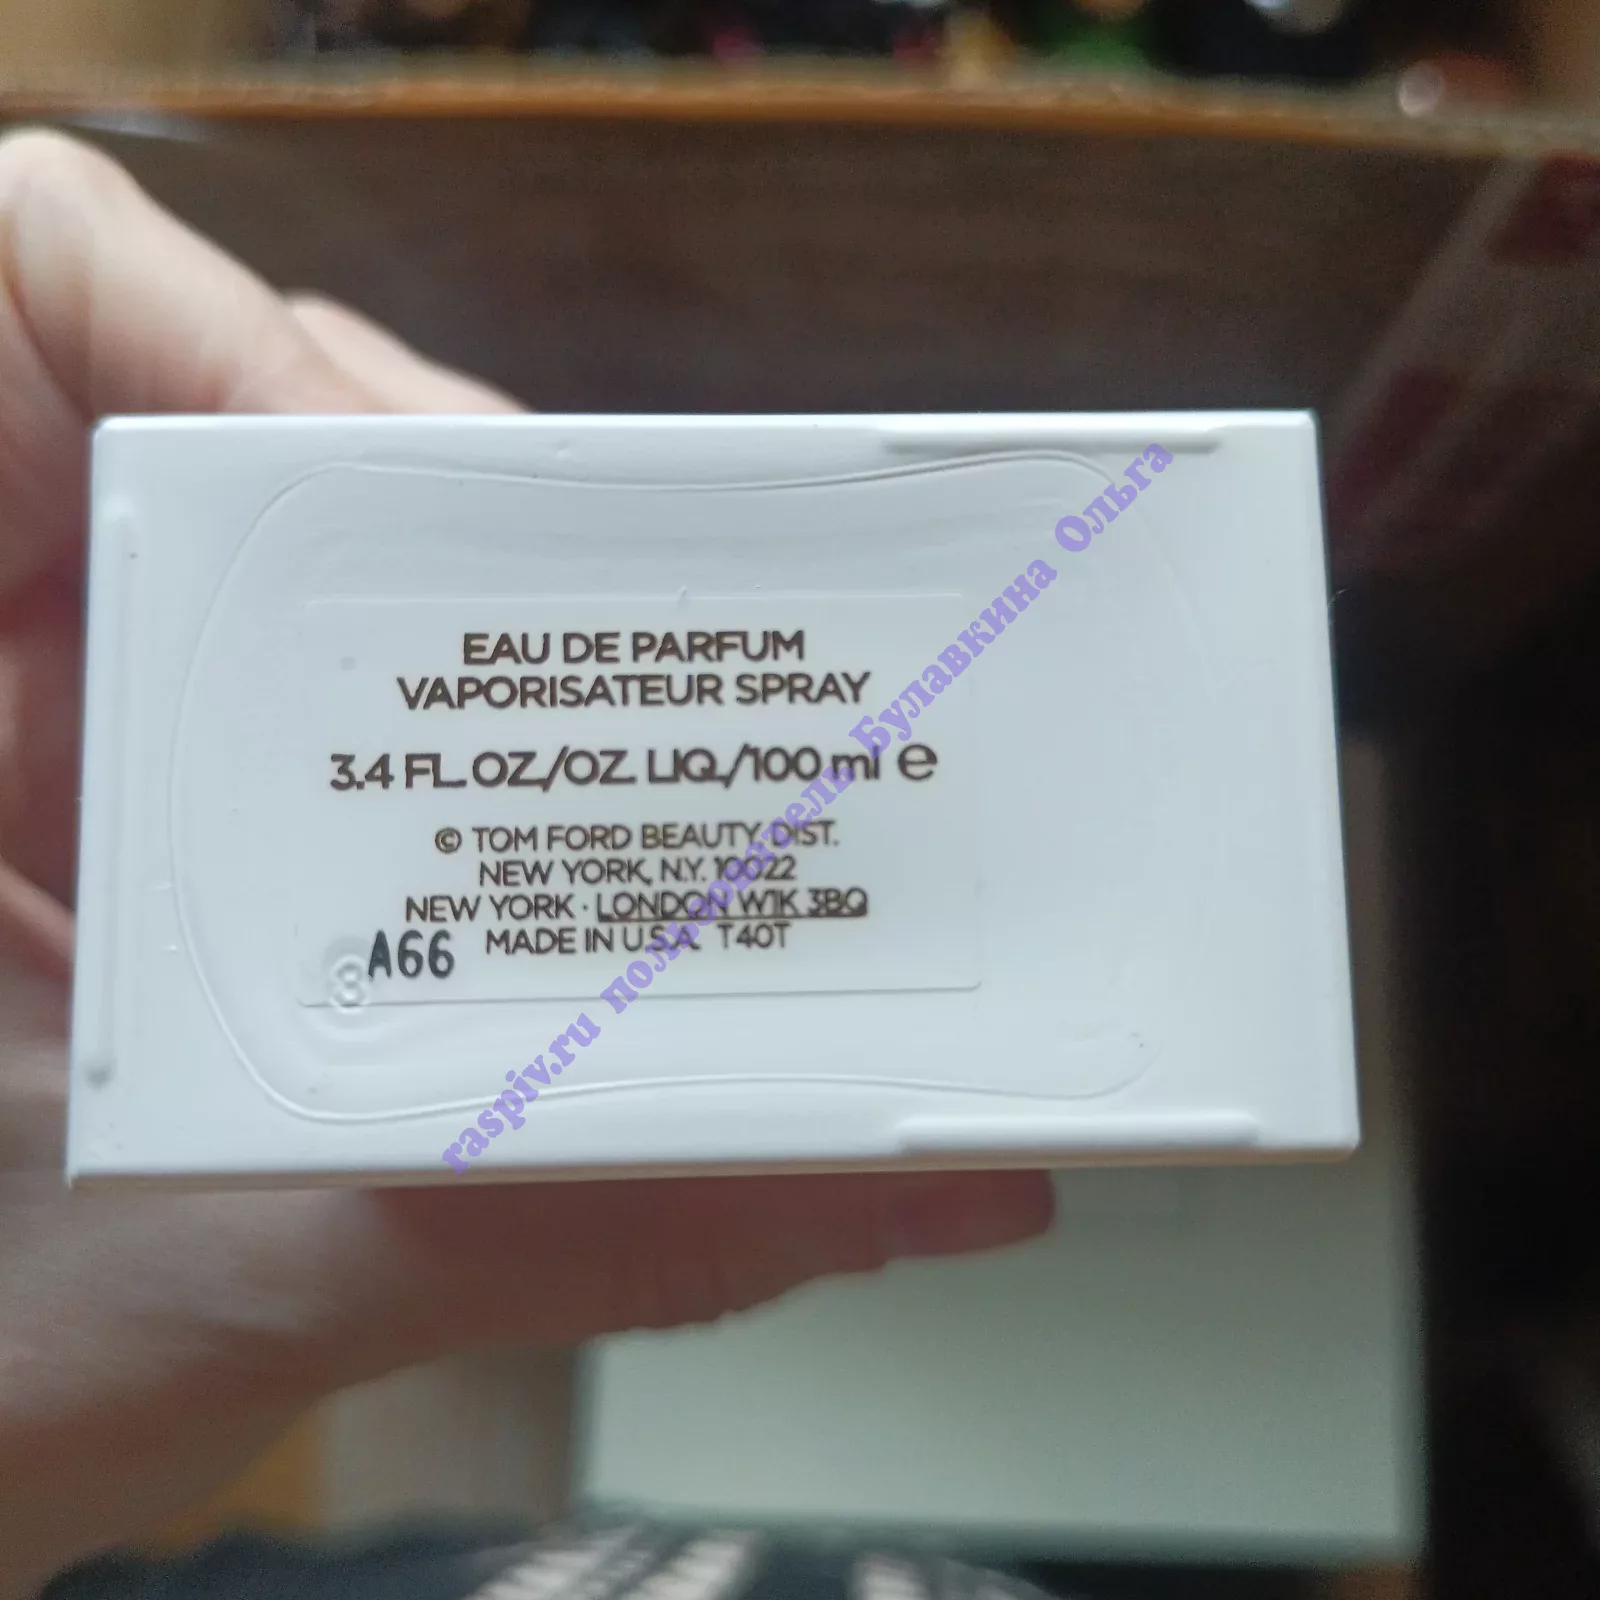 EAU DE PARFUM
VAPORISATEUR SPRAY
3.4 FL. OZ./OZ. LIQ./100 ml e
© TOM FORD BEAUTY DIST.
NEW YORK, N.Y. 10022
NEW YORK · LONDON W1K 3BQ
MADE IN U.S.A. T40T
A66
8
raspiv.ru пользователь Булавкина Ольга